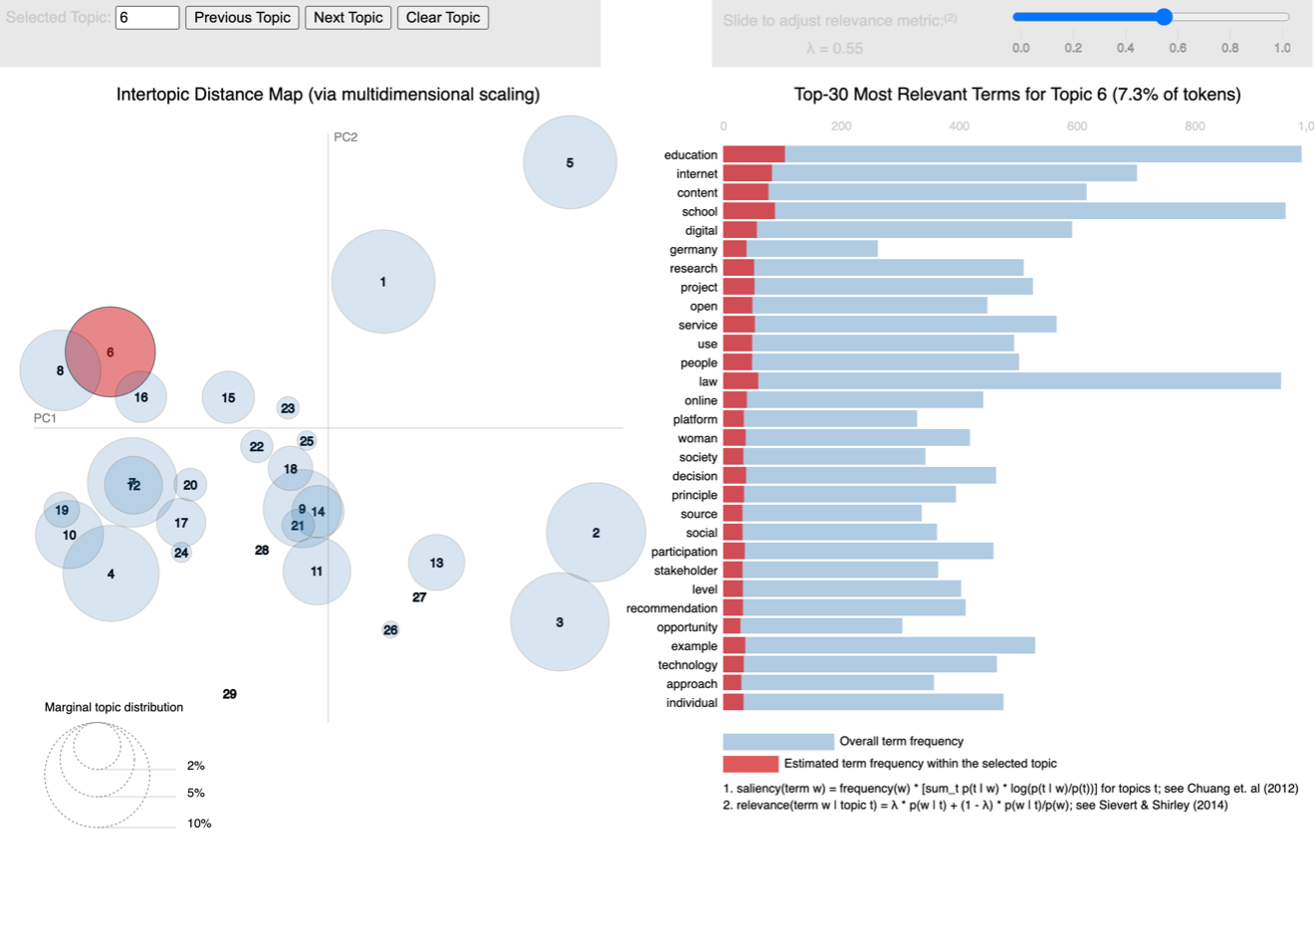 Selected Topic: 6 Previous Topic Next Topic Clear Topic
Slide to adjust relevance metric:(2)
λ = 0.55
0.0 0.2 0.4 0.6 0.8 1.0
Intertopic Distance Map (via multidimensional scaling)
PC2
5
1
6
8
16
15
23
PC1
22
25
18
7
12
20
19
9
14
10
17
21
24
28
2
4
11
13
27
3
26
29
Marginal topic distribution
2%
5%
10%
Top-30 Most Relevant Terms for Topic 6 (7.3% of tokens)
0 200 400 600 800 1,0
education
internet
content
school
digital
germany
research
project
open
service
use
people
law
online
platform
woman
society
decision
principle
source
social
participation
stakeholder
level
recommendation
opportunity
example
technology
approach
individual
Overall term frequency
Estimated term frequency within the selected topic
1. saliency(term w) = frequency(w) * [sum_t p(t | w) * log(p(t | w)/p(t))] for topics t; see Chuang et. al (2012)
2. relevance(term w | topic t) = λ * p(w | t) + (1 - λ) * p(w | t)/p(w); see Sievert & Shirley (2014)